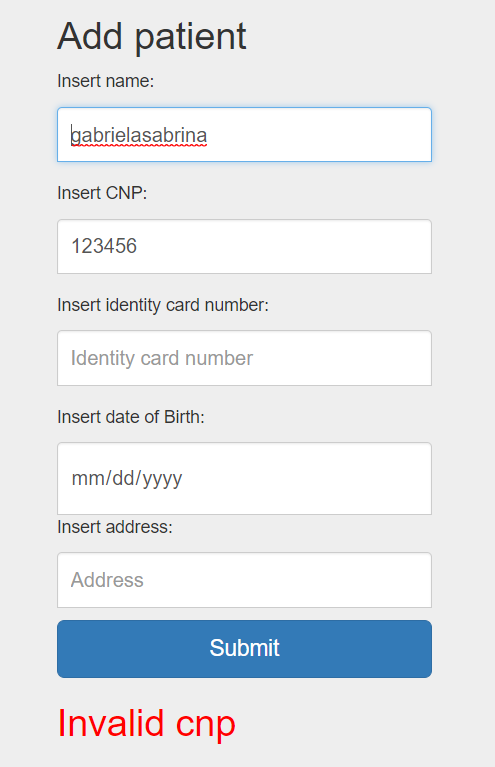 Add patient
Insert name:
gabrielasabrina
Insert CNP:
123456
Insert identity card number:
Identity card number
Insert date of Birth:
mm/dd/yyyy
Insert address:
Address
Submit
Invalid cnp